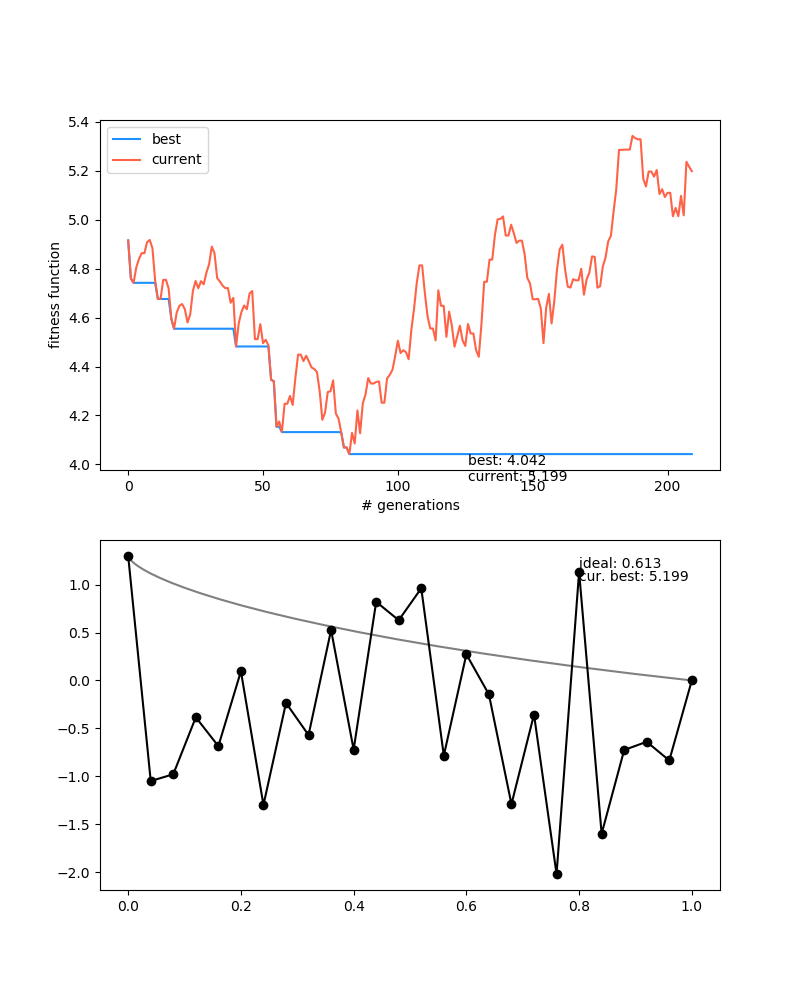 5.4
5.2
5.0
4.8
4.6
4.4
4.2
4.0
fitness function
best
current
best: 4.042
current: 5.199
0 50 100 150 200
# generations
ideal: 0.613
cur. best: 5.199
1.0
0.5
0.0
−0.5
−1.0
−1.5
−2.0
0.0 0.2 0.4 0.6 0.8 1.0